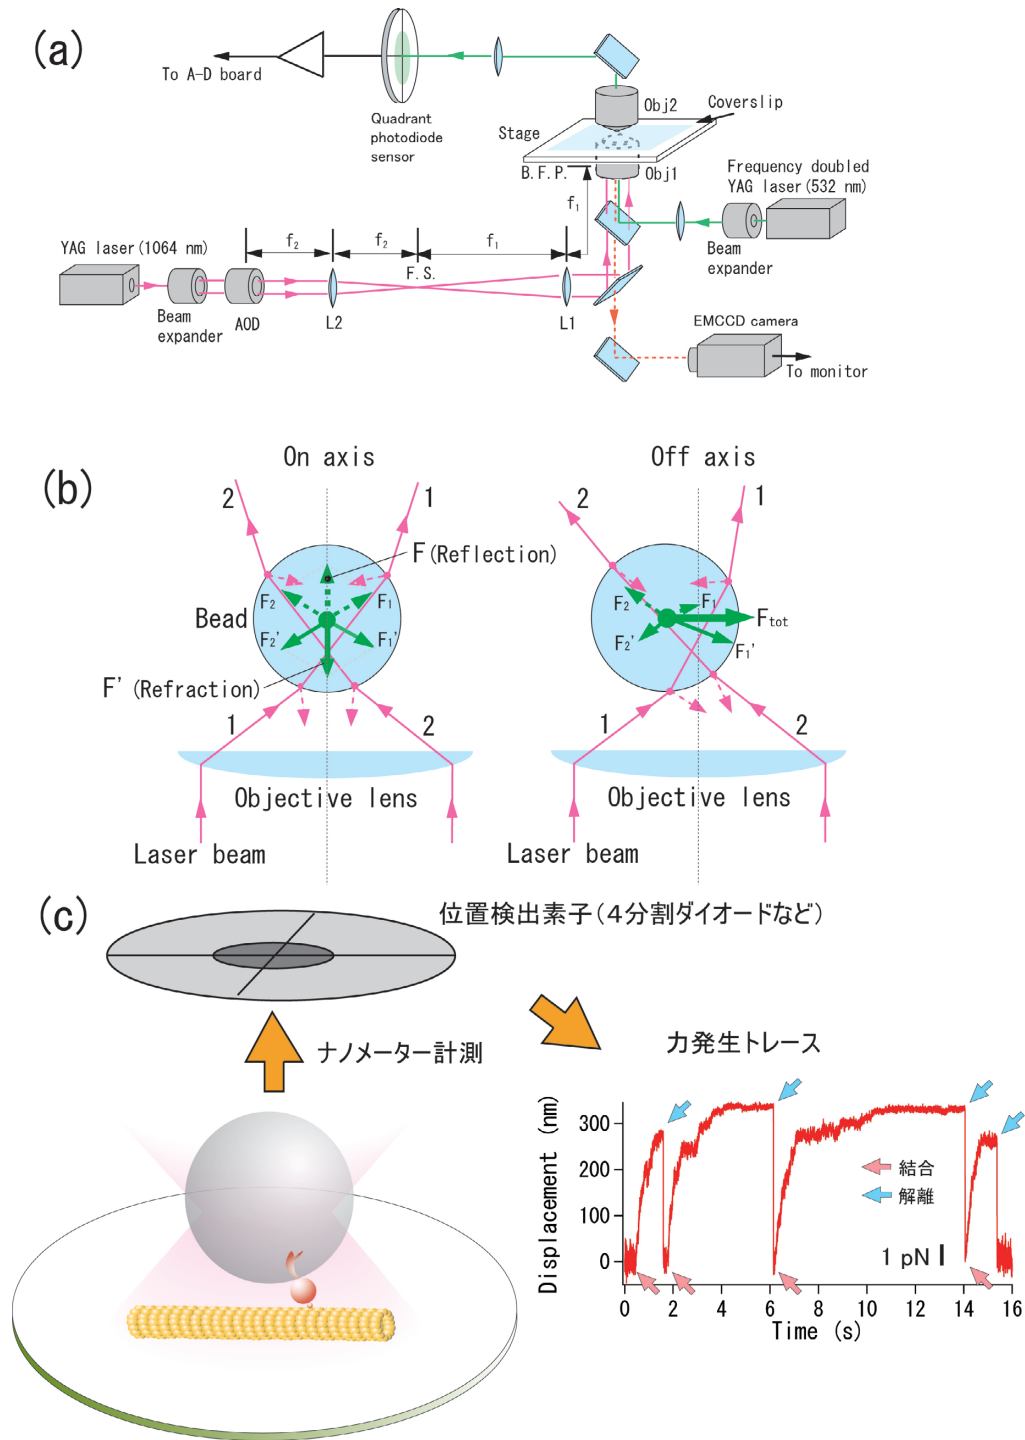 (a)
To A-D board
Quadrant
photodiode
sensor
Obj2
Coverslip
Stage
B.F.P.
Obj1
Frequency doubled
YAG laser(532 nm)
f₁
Beam
expander
YAG laser(1064 nm)
f₂
f₂
f₁
F.S.
Beam
expander
AOD
L2
L1
EMCCD camera
To monitor
(b)
On axis
Off axis
2
1
2
1
F(Reflection)
F₂
F₁
Bead
F₂'
F₁'
F'(Refraction)
1
2
Objective lens
Laser beam
F₂
F₁
Ftot
F₂'
F₁'
1
2
Objective lens
Laser beam
(c)
位置検出素子(4分割ダイオードなど)
ナノメーター計測
力発生トレース
Displacement (nm)
300
200
100
0
結合
解離
1 pN
0 2 4 6 8 10 12 14 16
Time (s)